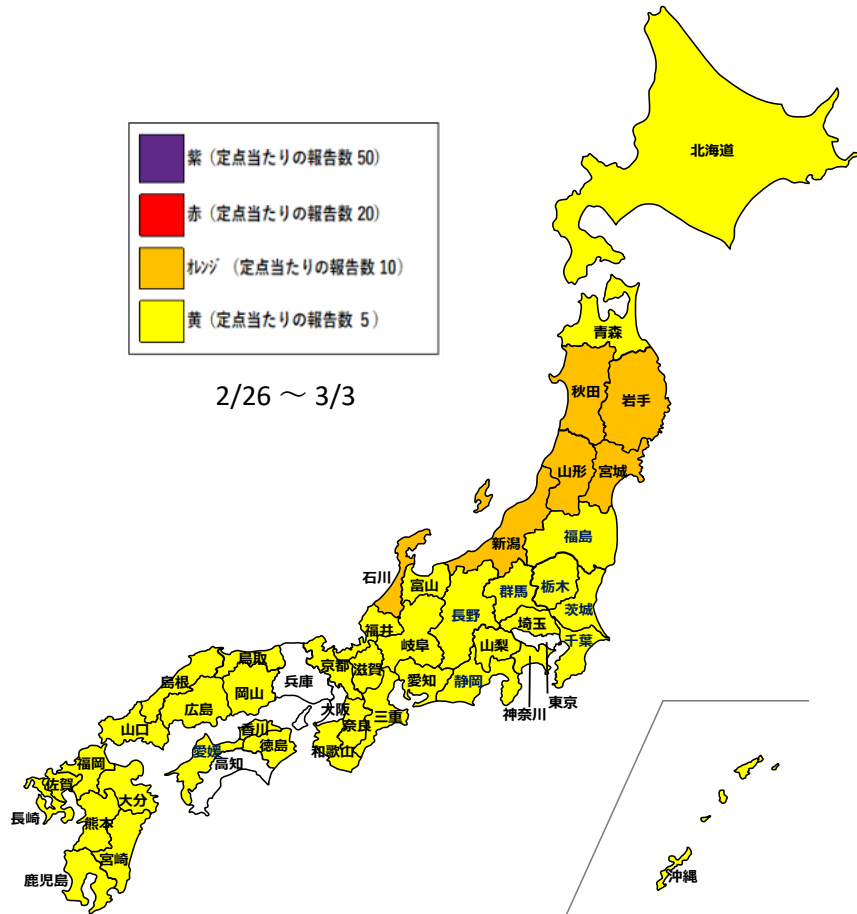 北海道
紫 (定点当たりの報告数 50)
赤 (定点当たりの報告数 20)
オレンジ (定点当たりの報告数 10)
黄 (定点当たりの報告数 5)
青森
2/26 ～ 3/3
秋田
岩手
山形
宮城
新潟
福島
石川
富山
群馬
栃木
長野
茨城
福井
埼玉
千葉
岐阜
山梨
鳥取
京都
滋賀
愛知
静岡
島根
岡山
兵庫
東京
神奈川
広島
大阪
三重
奈良
山口
香川
徳島
和歌山
愛媛
高知
福岡
佐賀
大分
長崎
熊本
宮崎
鹿児島
沖縄